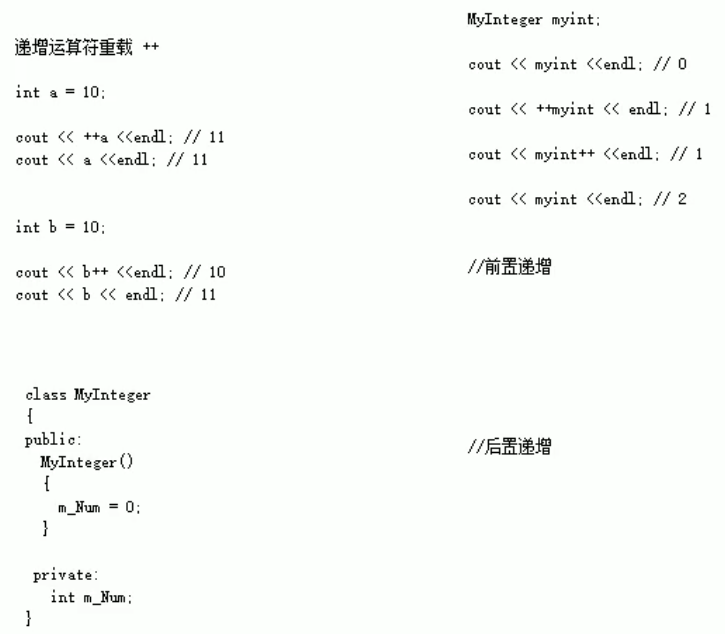 递增运算符重载 ++
int a = 10;
cout << ++a <<endl; // 11
cout << a <<endl; // 11
int b = 10;
cout << b++ <<endl; // 10
cout << b << endl; // 11
class MyInteger
{
public:
MyInteger()
{
m_Num = 0;
}
private:
int m_Num;
}
MyInteger myint;
cout << myint <<endl; // 0
cout << ++myint << endl; // 1
cout << myint++ <<endl; // 1
cout << myint <<endl; // 2
//前置递增
//后置递增